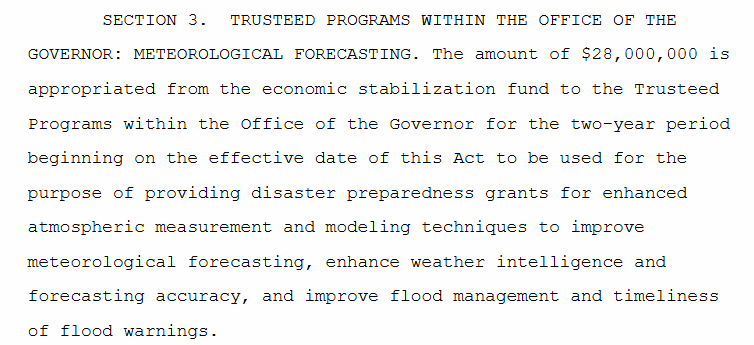 SECTION 3.  TRUSTEED PROGRAMS WITHIN THE OFFICE OF THE
GOVERNOR: METEOROLOGICAL FORECASTING. The amount of $28,000,000 is
appropriated from the economic stabilization fund to the Trusteed
Programs within the Office of the Governor for the two-year period
beginning on the effective date of this Act to be used for the
purpose of providing disaster preparedness grants for enhanced
atmospheric measurement and modeling techniques to improve
meteorological forecasting, enhance weather intelligence and
forecasting accuracy, and improve flood management and timeliness
of flood warnings.